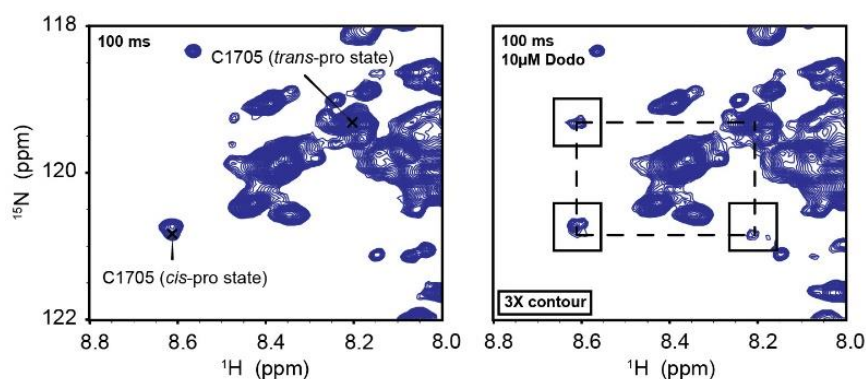 118
100 ms
C1705 (trans-pro state)
120
¹⁵N (ppm)
C1705 (cis-pro state)
122
8.8
8.6
8.4
8.2
8.0
¹H (ppm)
100 ms
10µM Dodo
3X contour
8.8
8.6
8.4
8.2
8.0
¹H (ppm)